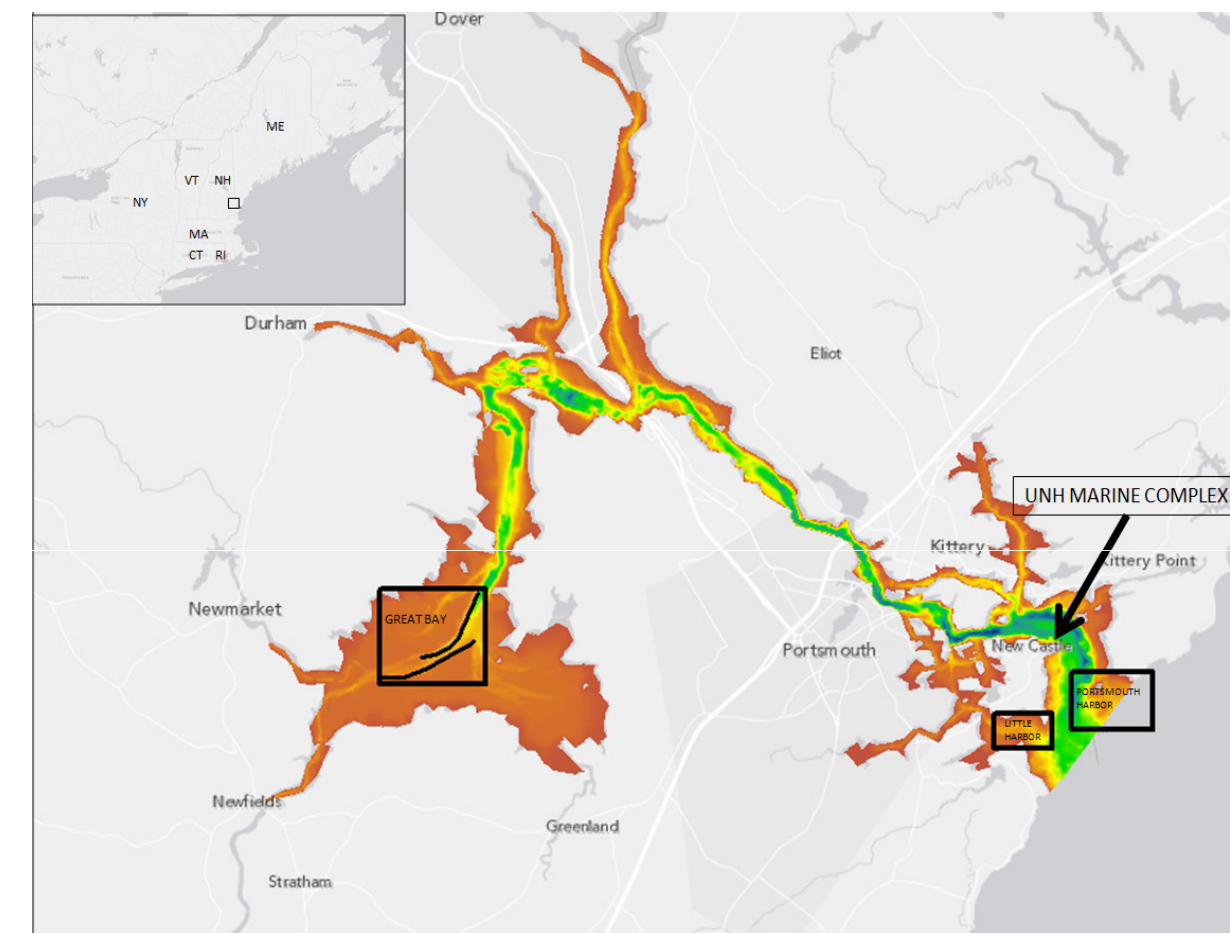 Dover
ME
VT
NH
NY
MA
CT
RI
Durham
Eliot
UNH MARINE COMPLEX
Kittery
Kittery Point
Newmarket
GREAT BAY
Portsmouth
New Castle
PORTSMOUTH
HARBOR
LITTLE
HARBOR
Newfields
Greenland
Stratham